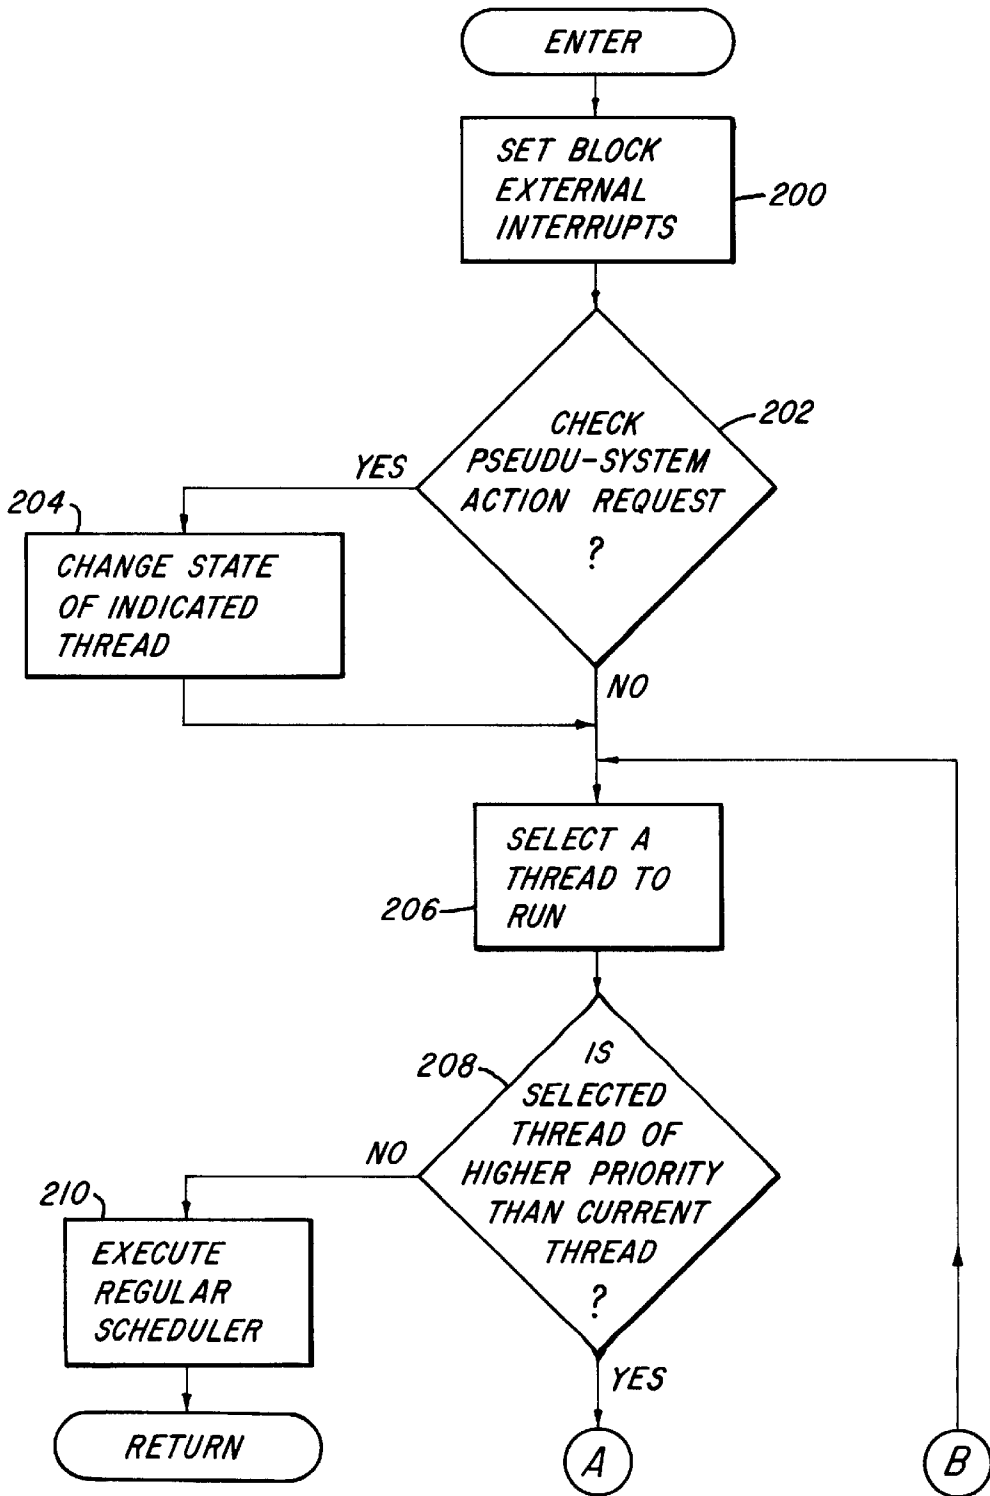 ENTER
SET BLOCK
EXTERNAL
INTERRUPTS
200
CHECK
PSEUDU-SYSTEM
ACTION REQUEST
?
202
YES
NO
204
CHANGE STATE
OF INDICATED
THREAD
SELECT A
THREAD TO
RUN
206
IS
SELECTED
THREAD OF
HIGHER PRIORITY
THAN CURRENT
THREAD
?
208
NO
YES
210
EXECUTE
REGULAR
SCHEDULER
RETURN
A
B